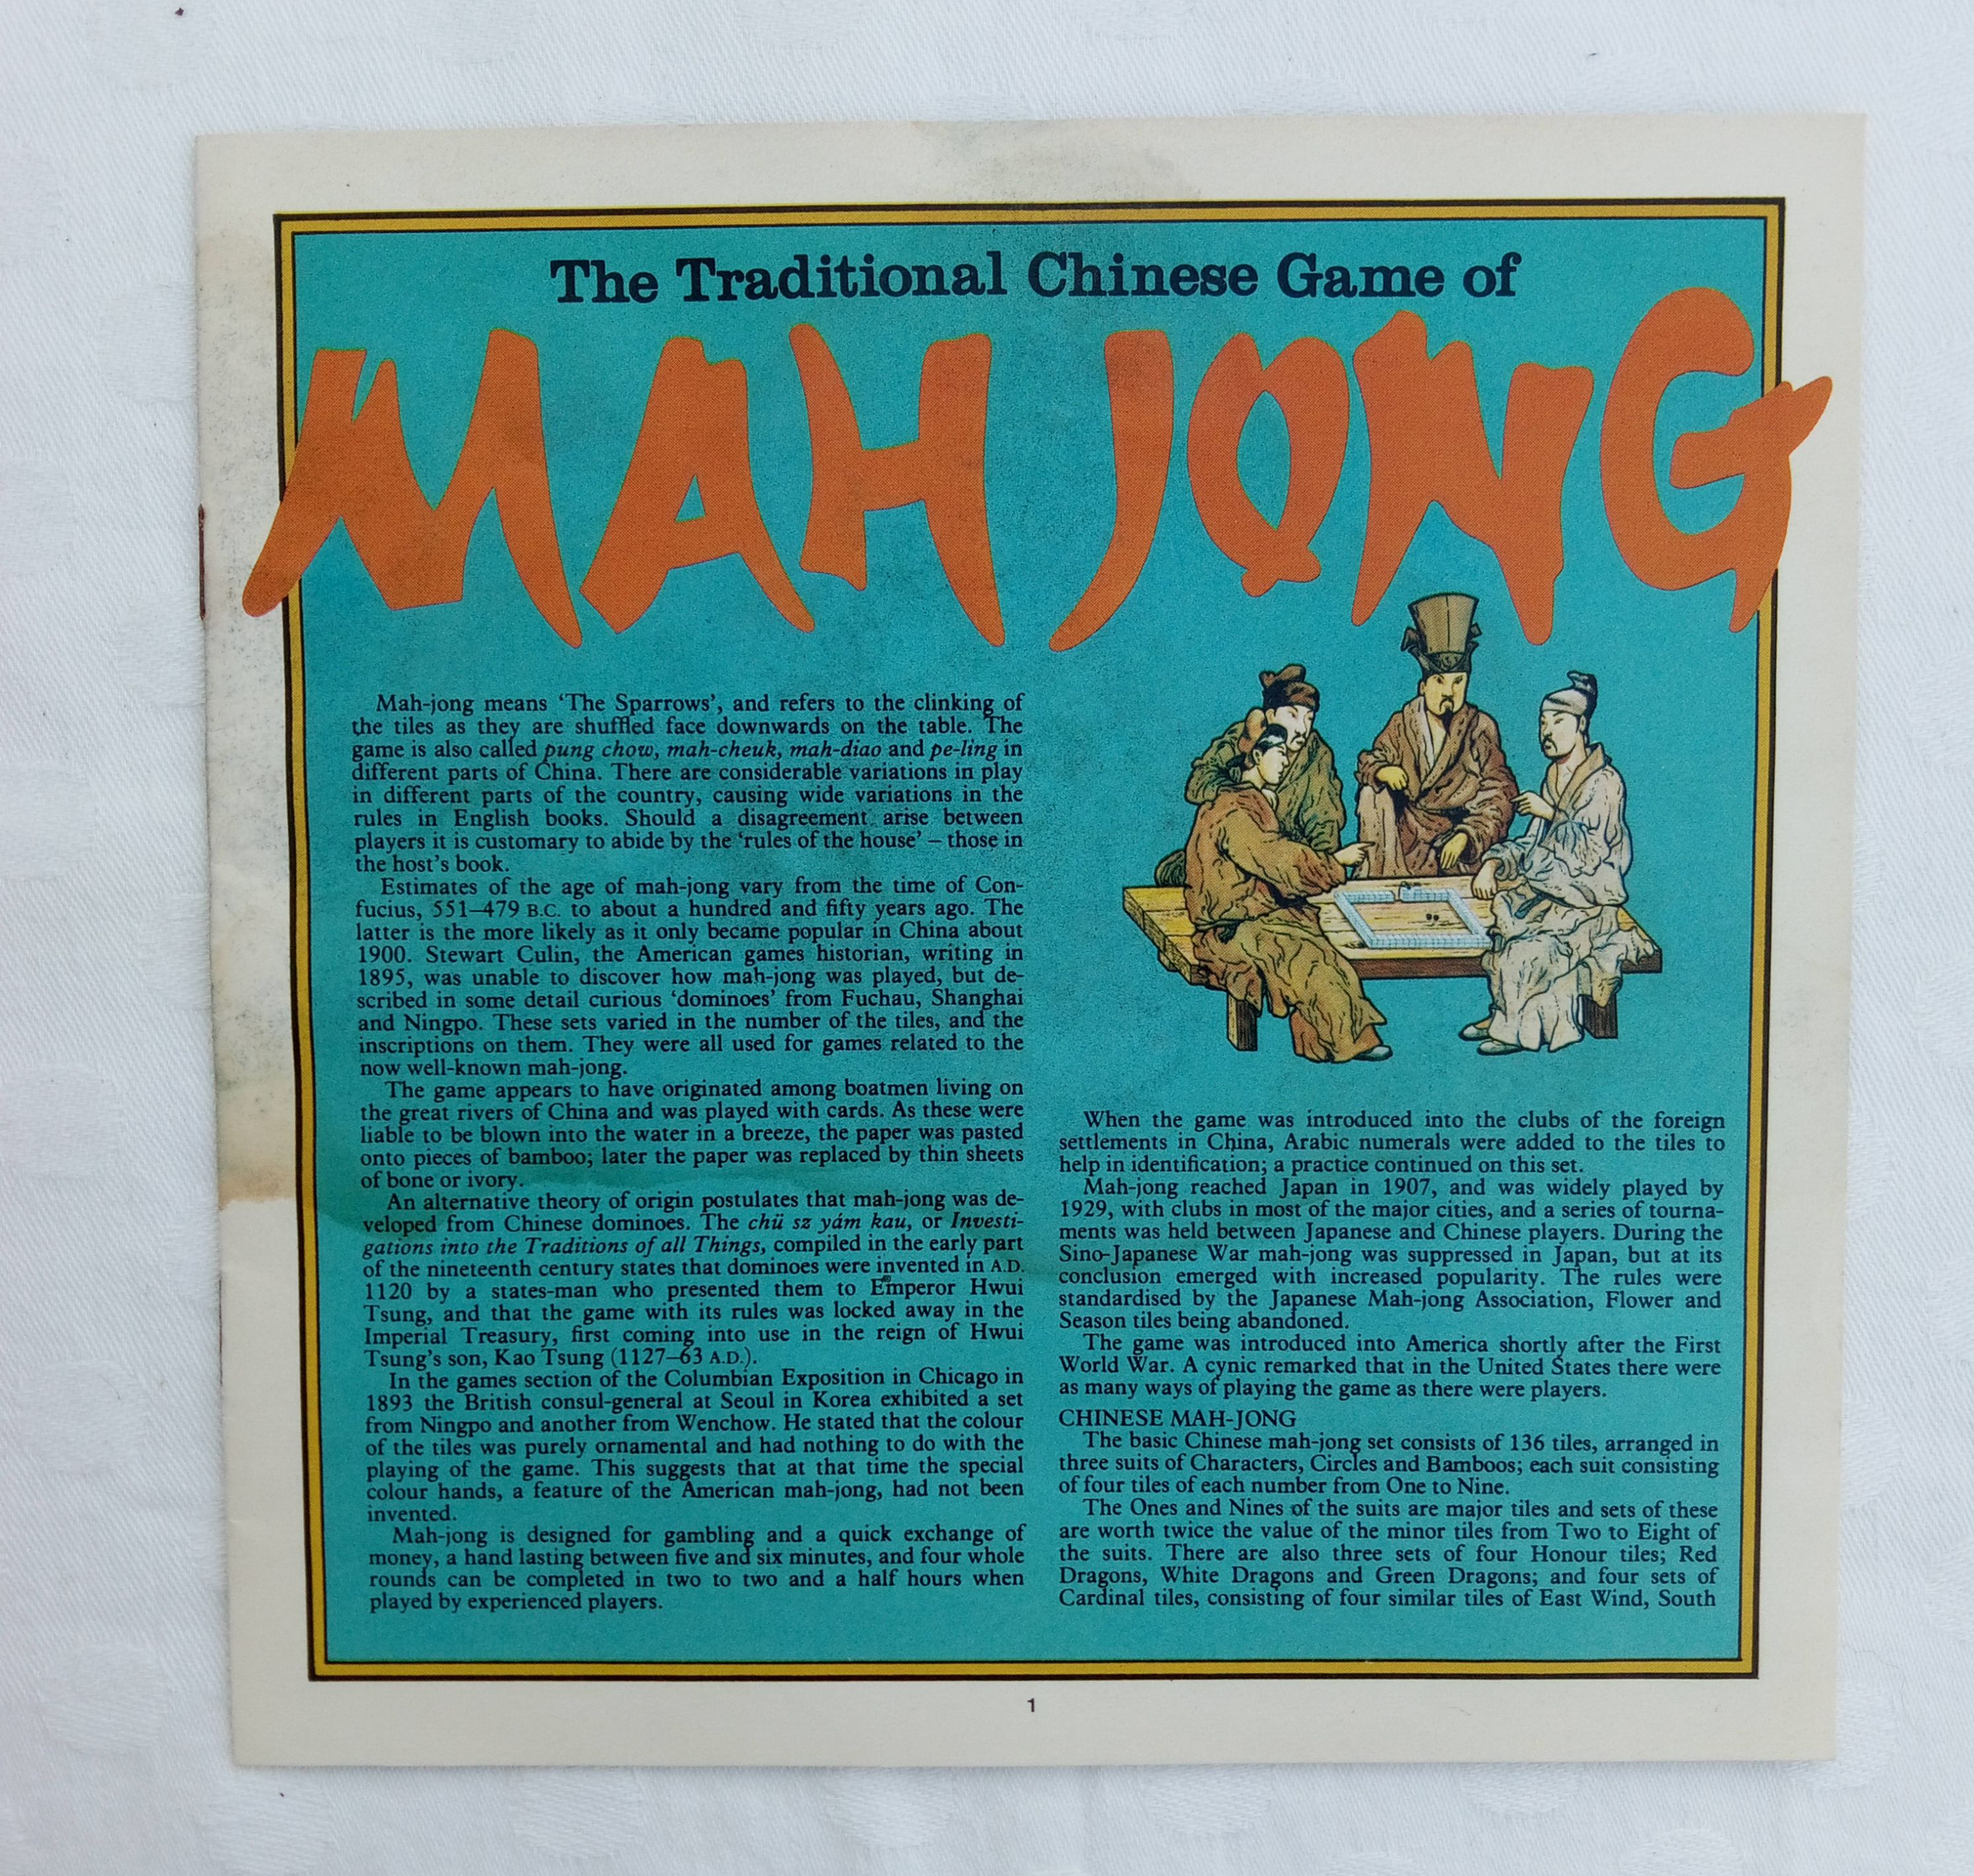 The Traditional Chinese Game of
MAH JONG
Mah-jong means ‘The Sparrows’, and refers to the clinking of
the tiles as they are shuffled face downwards on the table. The
game is also called pung chow, mah-cheuk, mah-diao and pe-ling in
different parts of China. There are considerable variations in play
in different parts of the country, causing wide variations in the
rules in English books. Should a disagreement arise between
players it is customary to abide by the ‘rules of the house’ – those in
the host’s book.
Estimates of the age of mah-jong vary from the time of Con-
fucius, 551–479 B.C. to about a hundred and fifty years ago. The
latter is the more likely as it only became popular in China about
1900. Stewart Culin, the American games historian, writing in
1895, was unable to discover how mah-jong was played, but de-
scribed in some detail curious ‘dominoes’ from Fuchau, Shanghai
and Ningpo. These sets varied in the number of the tiles, and the
inscriptions on them. They were all used for games related to the
now well-known mah-jong.
The game appears to have originated among boatmen living on
the great rivers of China and was played with cards. As these were
liable to be blown into the water in a breeze, the paper was pasted
onto pieces of bamboo; later the paper was replaced by thin sheets
of bone or ivory.
An alternative theory of origin postulates that mah-jong was de-
veloped from Chinese dominoes. The chü sz yám kau, or Investi-
gations into the Traditions of all Things, compiled in the early part
of the nineteenth century states that dominoes were invented in A.D.
1120 by a states-man who presented them to Emperor Hwui
Tsung, and that the game with its rules was locked away in the
Imperial Treasury, first coming into use in the reign of Hwui
Tsung’s son, Kao Tsung (1127–63 A.D.).
In the games section of the Columbian Exposition in Chicago in
1893 the British consul-general at Seoul in Korea exhibited a set
from Ningpo and another from Wenchow. He stated that the colour
of the tiles was purely ornamental and had nothing to do with the
playing of the game. This suggests that at that time the special
colour hands, a feature of the American mah-jong, had not been
invented.
Mah-jong is designed for gambling and a quick exchange of
money, a hand lasting between five and six minutes, and four whole
rounds can be completed in two to two and a half hours when
played by experienced players.
When the game was introduced into the clubs of the foreign
settlements in China, Arabic numerals were added to the tiles to
help in identification; a practice continued on this set.
Mah-jong reached Japan in 1907, and was widely played by
1929, with clubs in most of the major cities, and a series of tourna-
ments was held between Japanese and Chinese players. During the
Sino-Japanese War mah-jong was suppressed in Japan, but at its
conclusion emerged with increased popularity. The rules were
standardised by the Japanese Mah-jong Association, Flower and
Season tiles being abandoned.
The game was introduced into America shortly after the First
World War. A cynic remarked that in the United States there were
as many ways of playing the game as there were players.
CHINESE MAH-JONG
The basic Chinese mah-jong set consists of 136 tiles, arranged in
three suits of Characters, Circles and Bamboos; each suit consisting
of four tiles of each number from One to Nine.
The Ones and Nines of the suits are major tiles and sets of these
are worth twice the value of the minor tiles from Two to Eight of
the suits. There are also three sets of four Honour tiles; Red
Dragons, White Dragons and Green Dragons; and four sets of
Cardinal tiles, consisting of four similar tiles of East Wind, South
1